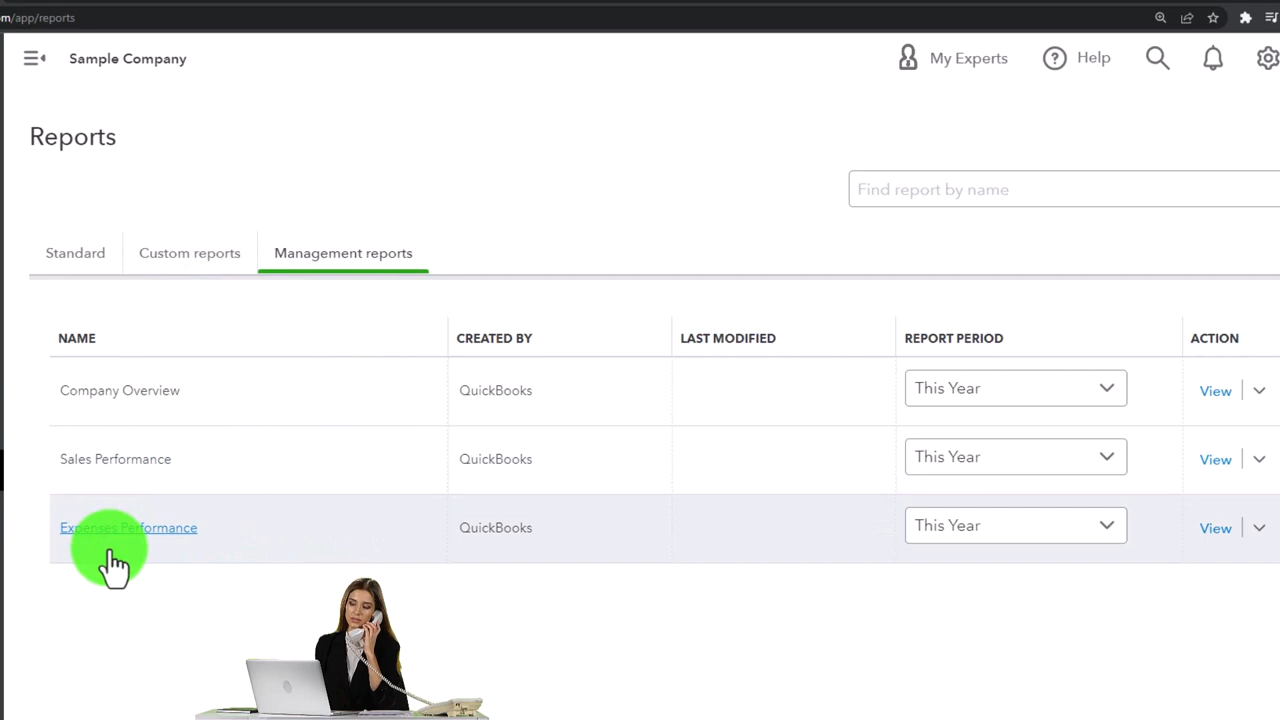 om/app/reports
Sample Company
My Experts
Help
Reports
Find report by name
Standard
Custom reports
Management reports
NAME
CREATED BY
LAST MODIFIED
REPORT PERIOD
ACTION
Company Overview
QuickBooks
This Year
View
Sales Performance
QuickBooks
This Year
View
Expenses Performance
QuickBooks
This Year
View